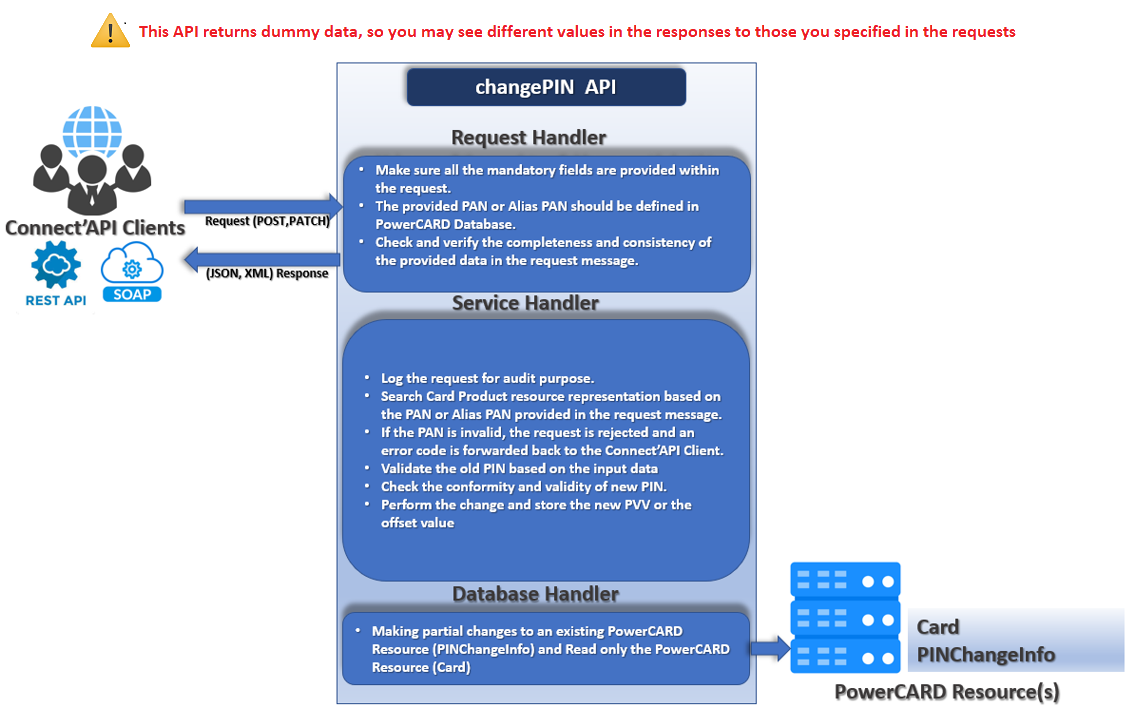 This API returns dummy data, so you may see different values in the responses to those you specified in the requests
changePIN API
Request Handler
• Make sure all the mandatory fields are provided within
the request.
• The provided PAN or Alias PAN should be defined in
PowerCARD Database.
• Check and verify the completeness and consistency of
the provided data in the request message.
Connect'API Clients
REST API
SOAP
Request (POST,PATCH)
(JSON, XML) Response
Service Handler
• Log the request for audit purpose.
• Search Card Product resource representation based on
the PAN or Alias PAN provided in the request message.
• If the PAN is invalid, the request is rejected and an
error code is forwarded back to the Connect'API Client.
• Validate the old PIN based on the input data
• Check the conformity and validity of new PIN.
• Perform the change and store the new PVV or the
offset value
Database Handler
• Making partial changes to an existing PowerCARD
Resource (PINChangeInfo) and Read only the PowerCARD
Resource (Card)
Card
PINChangeInfo
PowerCARD Resource(s)